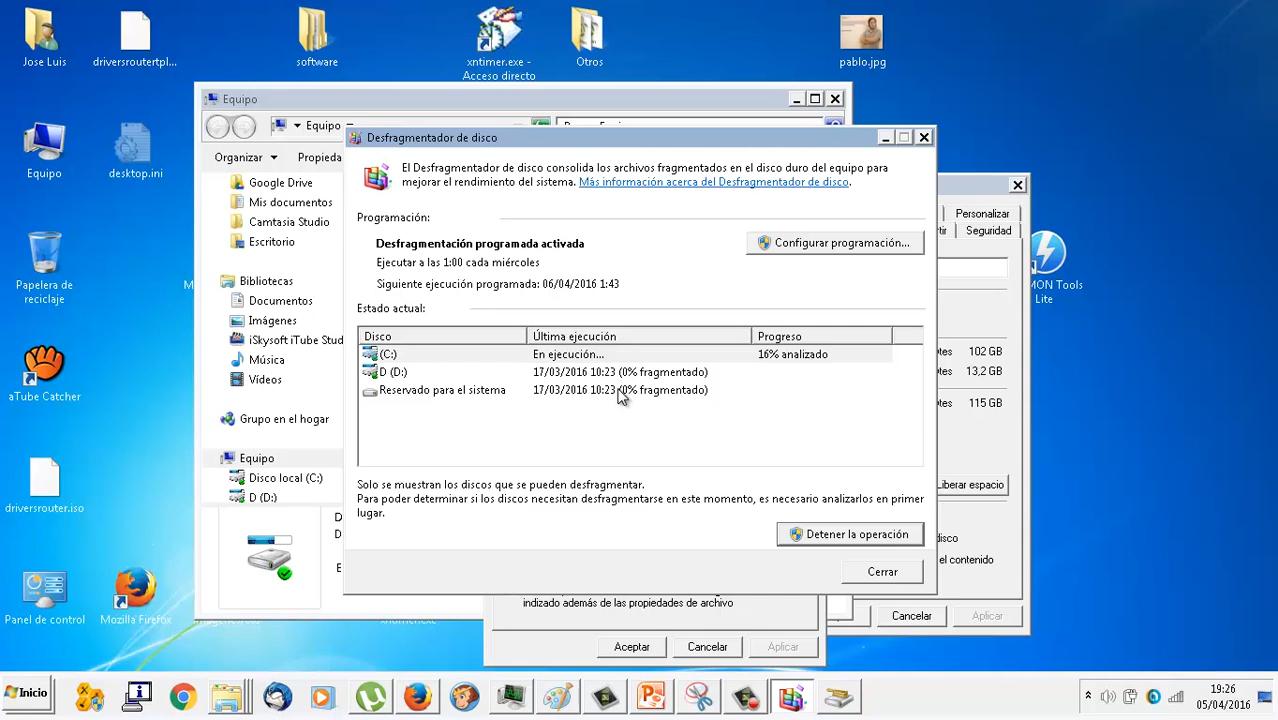 Jose Luis
driversroutertpl...
software
xntimer.exe -
Acceso directo
Otros
pablo.jpg
Equipo
desktop.ini
Papelera de
reciclaje
aTube Catcher
driversrouter.iso
Panel de control
Mozilla Firefox
MON Tools
Lite
Equipo
Equipo
Organizar
Propieda
Google Drive
Mis documentos
Camtasia Studio
Escritorio
Bibliotecas
Documentos
Imágenes
iSkysoft iTube Stud
Música
Vídeos
Grupo en el hogar
Equipo
Disco local (C:)
D (D:)
Desfragmentador de disco
El Desfragmentador de disco consolida los archivos fragmentados en el disco duro del equipo para
mejorar el rendimiento del sistema. Más información acerca del Desfragmentador de disco.
Programación:
Desfragmentación programada activada
Configurar programación...
Ejecutar a las 1:00 cada miércoles
Siguiente ejecución programada: 06/04/2016 1:43
Estado actual:
Disco Última ejecución Progreso
(C:) En ejecución... 16% analizado
D (D:) 17/03/2016 10:23 (0% fragmentado)
Reservado para el sistema 17/03/2016 10:23 (0% fragmentado)
Solo se muestran los discos que se pueden desfragmentar.
Para poder determinar si los discos necesitan desfragmentarse en este momento, es necesario analizarlos en primer
lugar.
Detener la operación
Cerrar
Personalizar
tir Seguridad
tes 102 GB
tes 13,2 GB
tes 115 GB
Liberar espacio
disco
el contenido
Cancelar Aplicar
indizado además de las propiedades de archivo
Aceptar Cancelar Aplicar
Inicio
19:26
05/04/2016